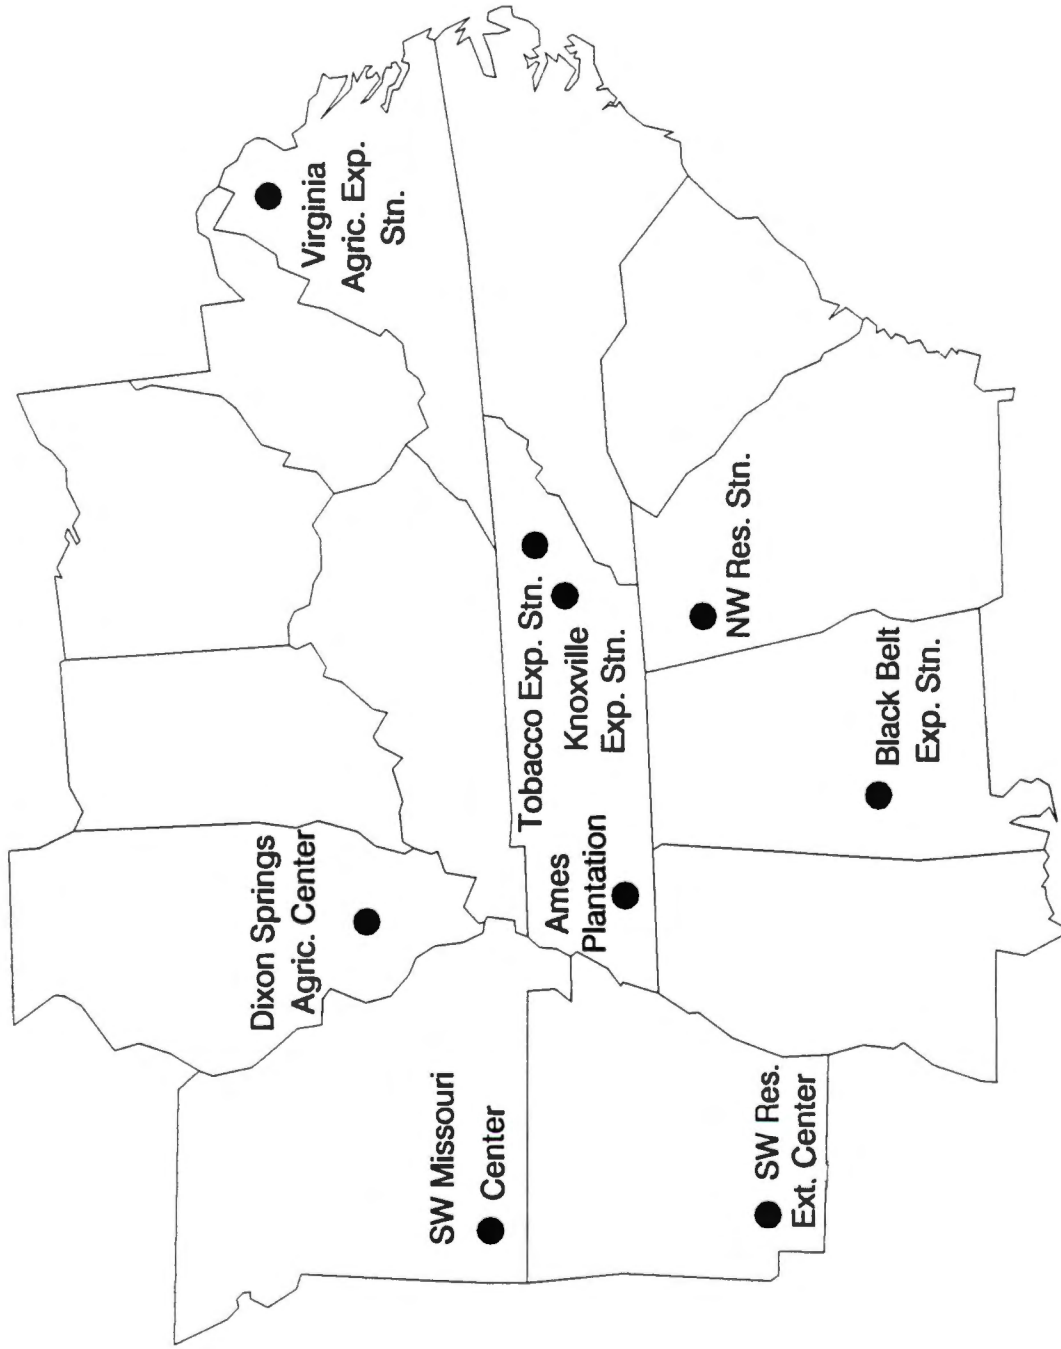 Virginia
Agric. Exp.
Stn.
Dixon Springs
Agric. Center
SW Missouri
Center
Tobacco Exp. Stn.
Knoxville
Exp. Stn.
Ames
Plantation
NW Res. Stn.
SW Res.
Ext. Center
Black Belt
Exp. Stn.